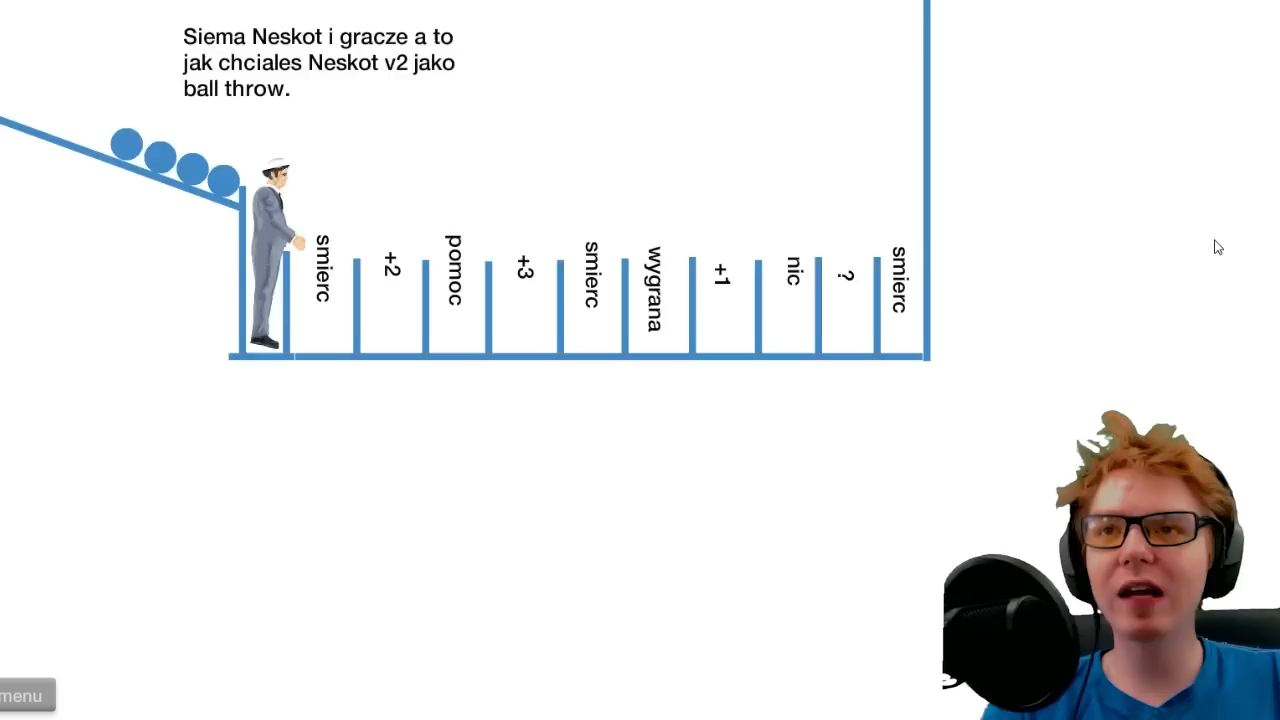 Siema Neskot i gracze a to
jak chciales Neskot v2 jako
ball throw.
smierc
+2
pomoc
+3
smierc
wygrana
+1
nic
?
smierc
menu